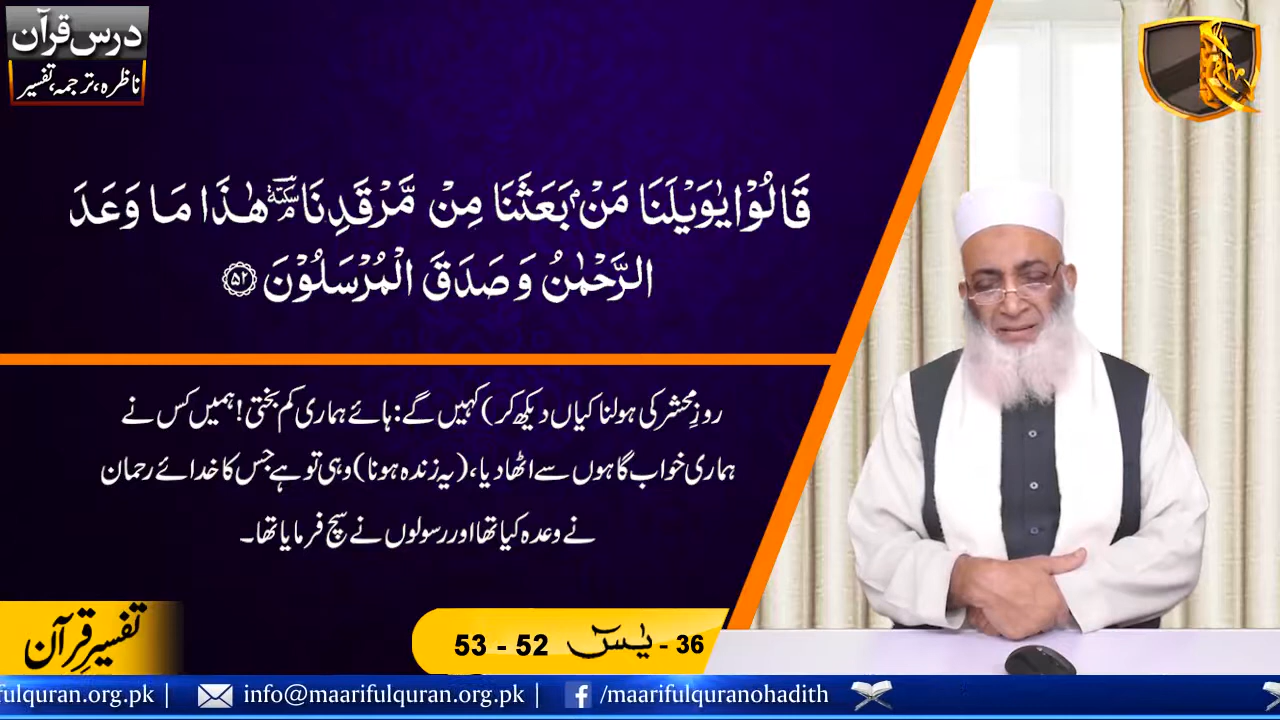 درس قرآن
ناظرہ، ترجمہ، تفسیر
قَالُوْا يٰوَيْلَنَا مَنْۢ بَعَثَنَا مِنْ مَّرْقَدِنَا ۜ هٰذَا مَا وَعَدَ
الرَّحْمٰنُ وَ صَدَقَ الْمُرْسَلُوْنَ ﴿۵۲﴾
روزِ محشر کی ہولناکیاں دیکھ کر) کہیں گے: ہائے ہماری کم بختی! ہمیں کس نے
ہماری خواب گاہوں سے اٹھا دیا، (یہ زندہ ہونا) وہی تو ہے جس کا خدائے رحمان
نے وعدہ کیا تھا اور رسولوں نے سچ فرمایا تھا۔
تفسیرِ قرآن
36 - يٰسٓ 52 - 53
fulquran.org.pk | info@maarifulquran.org.pk | /maarifulquranohadith